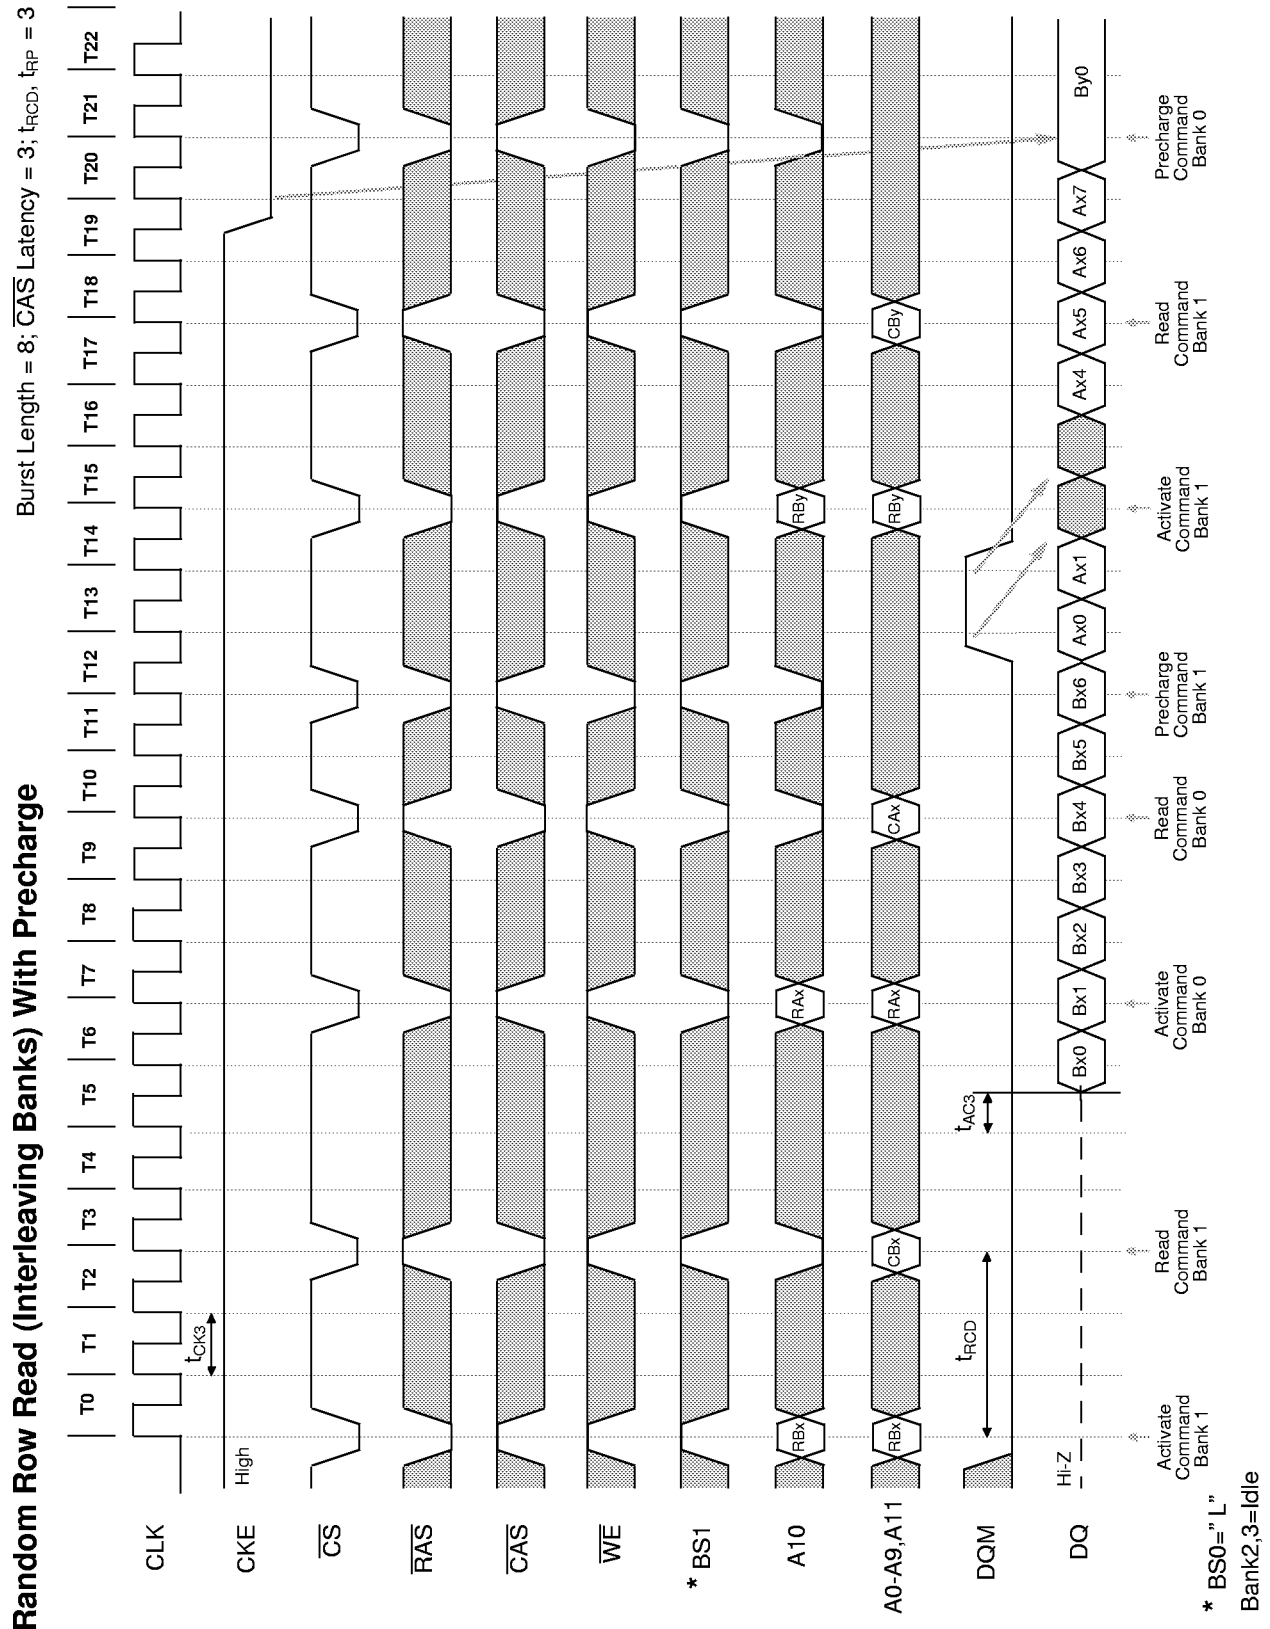 Random Row Read (Interleaving Banks) With Precharge
Burst Length = 8; CAS Latency = 3; tRCD, tRP = 3
T0 T1 T2 T3 T4 T5 T6 T7 T8 T9 T10 T11 T12 T13 T14 T15 T16 T17 T18 T19 T20 T21 T22
CLK
tCK3
CKE
High
CS
RAS
CAS
WE
* BS1
A10
RBx RAx RBy
A0-A9,A11
RBx CBx RAx CAx RBy CBy
DQM
tRCD
tAC3
DQ
Hi-Z
Bx0 Bx1 Bx2 Bx3 Bx4 Bx5 Bx6 Ax0 Ax1 Ax4 Ax5 Ax6 Ax7 By0
Activate
Command
Bank 1
Read
Command
Bank 1
Activate
Command
Bank 0
Read
Command
Bank 0
Precharge
Command
Bank 1
Activate
Command
Bank 1
Read
Command
Bank 1
Precharge
Command
Bank 0
* BS0=” L”
Bank2,3=Idle